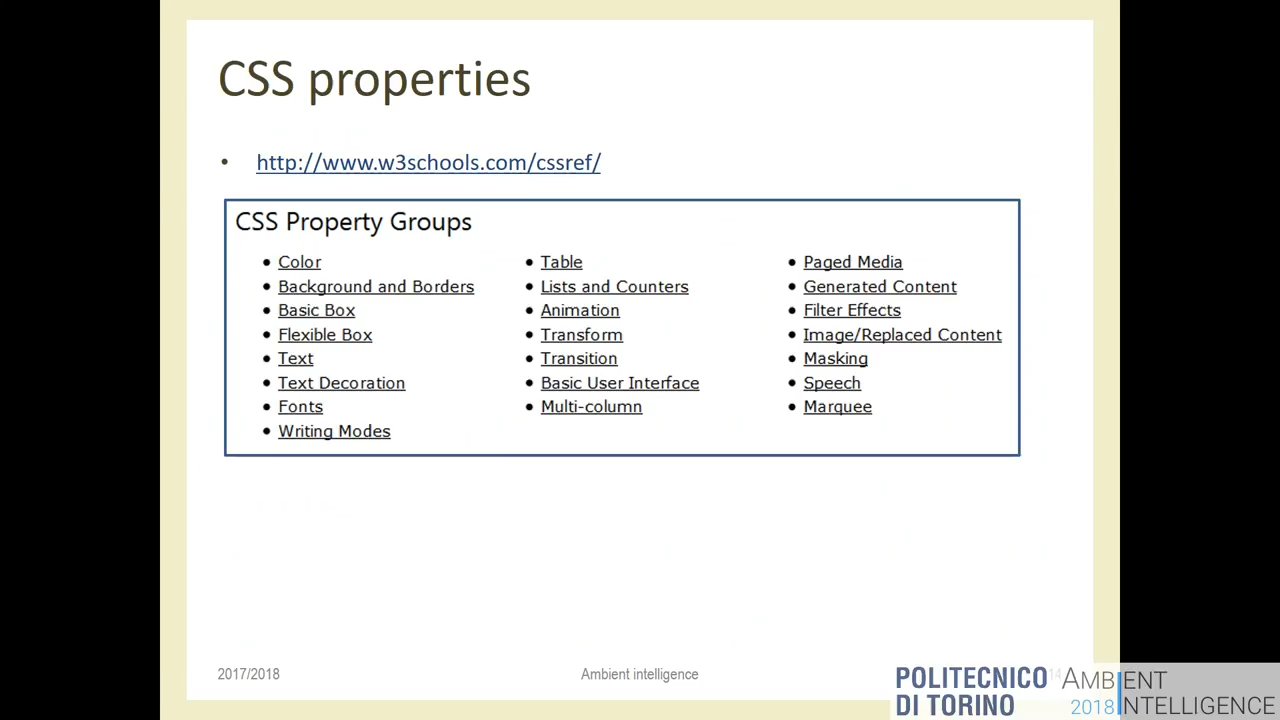 CSS properties
• http://www.w3schools.com/cssref/
CSS Property Groups
• Color
• Background and Borders
• Basic Box
• Flexible Box
• Text
• Text Decoration
• Fonts
• Writing Modes
• Table
• Lists and Counters
• Animation
• Transform
• Transition
• Basic User Interface
• Multi-column
• Paged Media
• Generated Content
• Filter Effects
• Image/Replaced Content
• Masking
• Speech
• Marquee
2017/2018
Ambient intelligence
14
POLITECNICO
DI TORINO
AMBIENT
2018 INTELLIGENCE